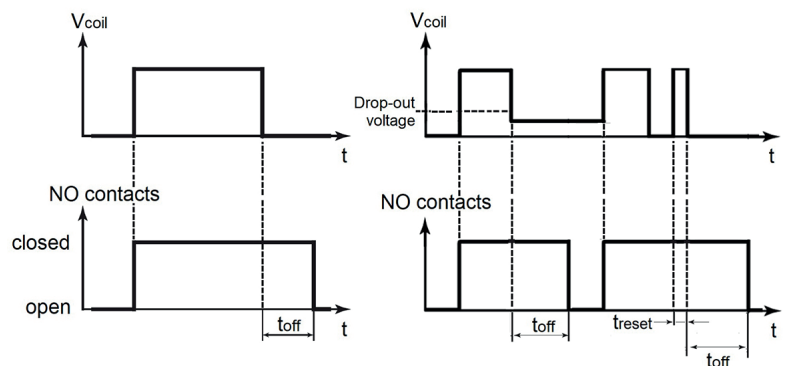 Vcoil
t
NO contacts
closed
open
toff
t
Vcoil
Drop-out
voltage
t
NO contacts
toff
treset
toff
t